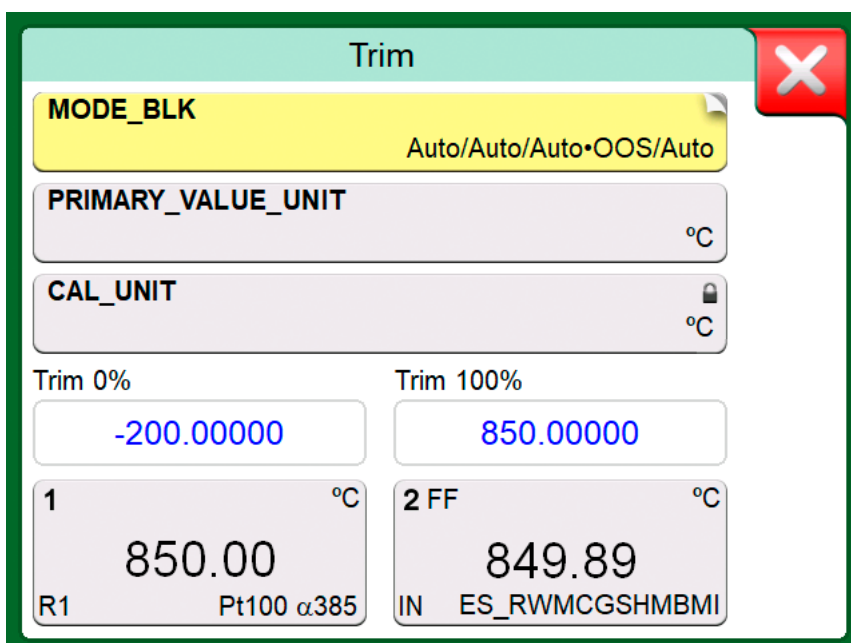 Trim
MODE_BLK
Auto/Auto/Auto•OOS/Auto
PRIMARY_VALUE_UNIT
ºC
CAL_UNIT
ºC
Trim 0%
Trim 100%
-200.00000
850.00000
1 ºC
2 FF ºC
850.00
849.89
R1 Pt100 α385
IN ES_RWMCGSHMBMI